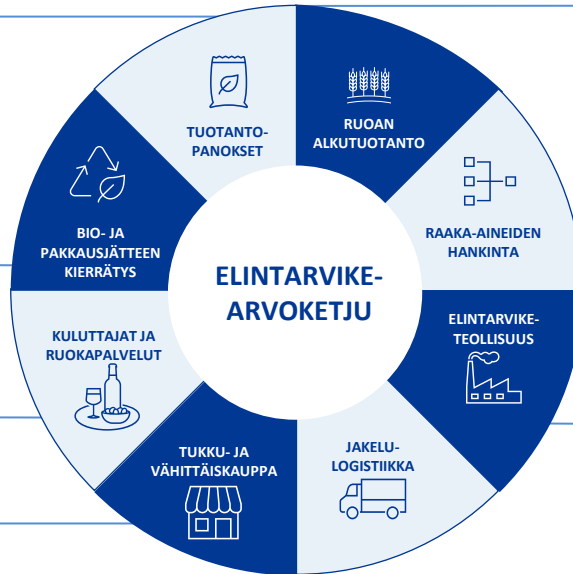 TUOTANTO-
PANOKSET
RUOAN
ALKUTUOTANTO
RAAKA-AINEIDEN
HANKINTA
ELINTARVIKE-
TEOLLISUUS
JAKELU-
LOGISTIIKKA
TUKKU- JA
VÄHITTÄISKAUPPA
KULUTTAJAT JA
RUOKAPALVELUT
BIO- JA
PAKKAUSJÄTTEEN
KIERRÄTYS
ELINTARVIKE-
ARVOKETJU